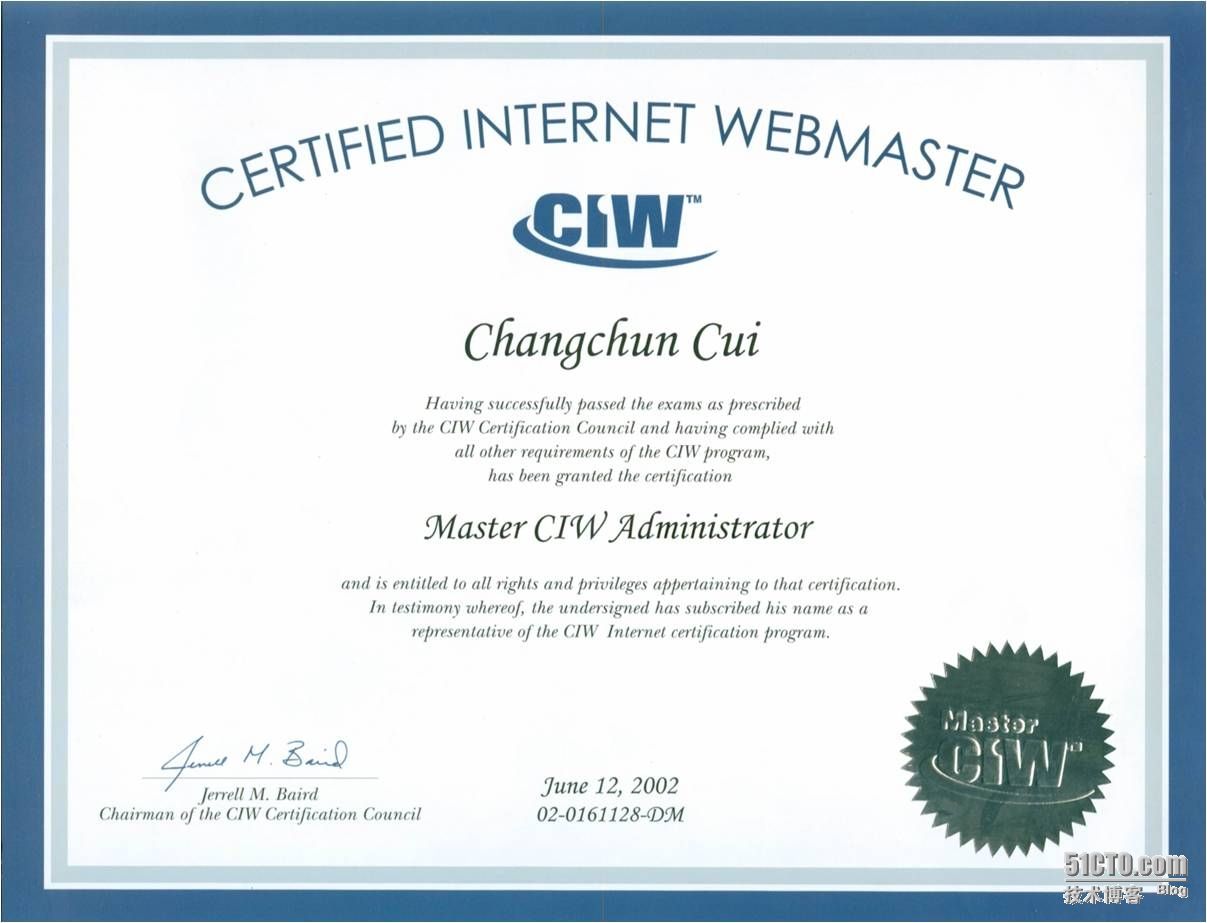 CERTIFIED INTERNET WEBMASTER
CIW™
Changchun Cui
Having successfully passed the exams as prescribed
by the CIW Certification Council and having complied with
all other requirements of the CIW program,
has been granted the certification
Master CIW Administrator
and is entitled to all rights and privileges appertaining to that certification.
In testimony whereof, the undersigned has subscribed his name as a
representative of the CIW Internet certification program.
Master
CIW™
Jerrell M. Baird
Jerrell M. Baird
Chairman of the CIW Certification Council
June 12, 2002
02-0161128-DM
51CTO.com
技术博客 Blog